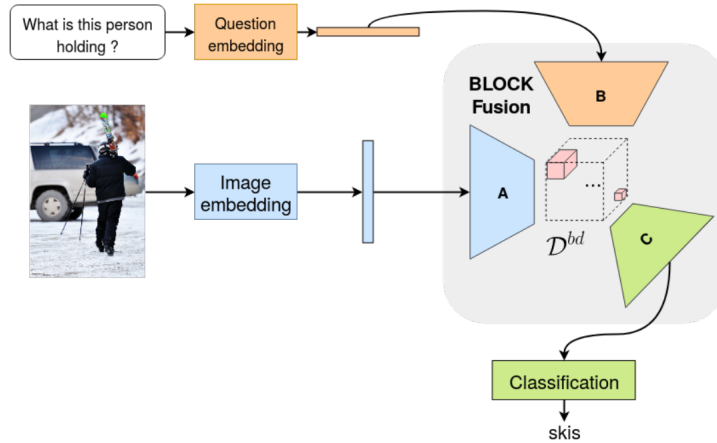 What is this person
holding ?
Question
embedding
BLOCK
Fusion
B
Image
embedding
A
...
C
𝒟^{bd}
Classification
skis